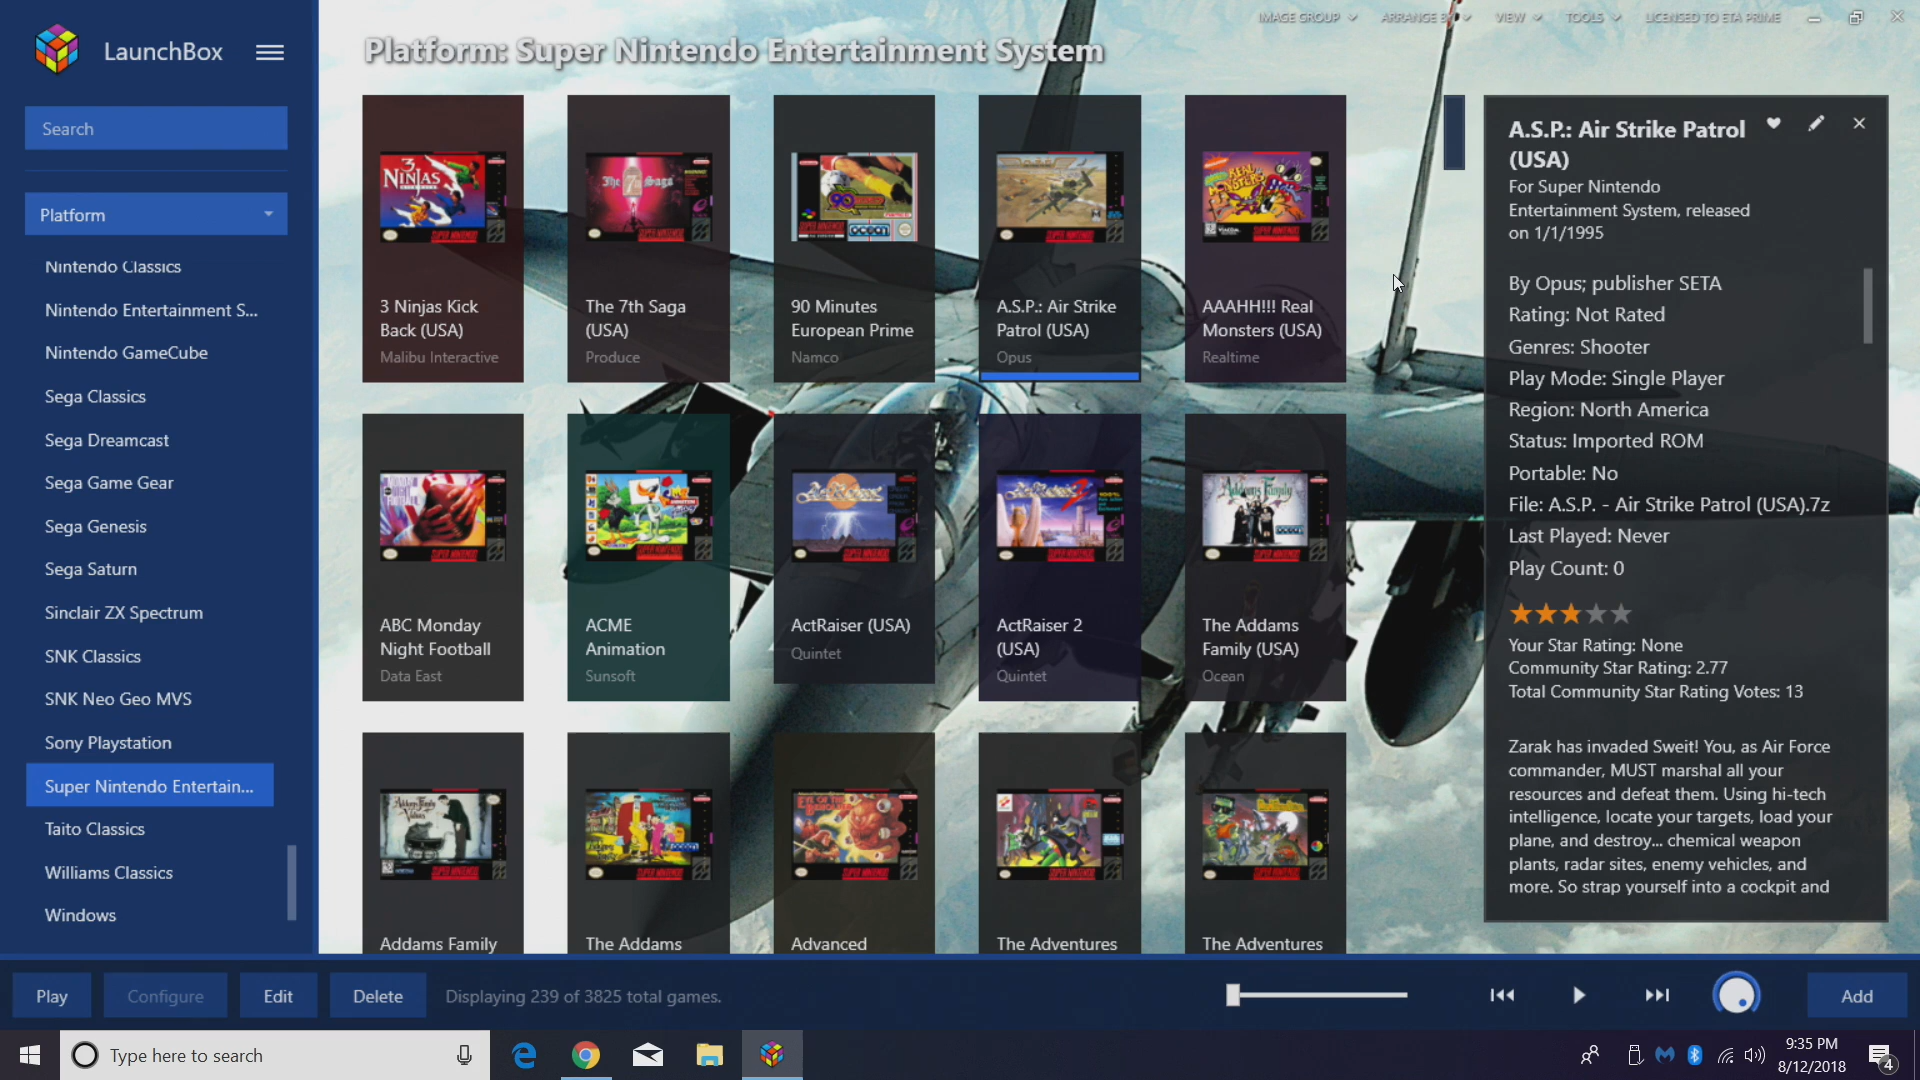 LaunchBox
Search
Platform
Nintendo Classics
Nintendo Entertainment S...
Nintendo GameCube
Sega Classics
Sega Dreamcast
Sega Game Gear
Sega Genesis
Sega Saturn
Sinclair ZX Spectrum
SNK Classics
SNK Neo Geo MVS
Sony Playstation
Super Nintendo Entertain...
Taito Classics
Williams Classics
Windows
IMAGE GROUP
ARRANGE BY
VIEW
TOOLS
LICENSED TO ETA PRIME
Platform: Super Nintendo Entertainment System
3 Ninjas Kick
Back (USA)
Malibu Interactive
The 7th Saga
(USA)
Produce
90 Minutes
European Prime
Namco
A.S.P.: Air Strike
Patrol (USA)
Opus
AAAHH!!! Real
Monsters (USA)
Realtime
ABC Monday
Night Football
Data East
ACME
Animation
Sunsoft
ActRaiser (USA)
Quintet
ActRaiser 2
(USA)
Quintet
The Addams
Family (USA)
Ocean
Addams Family
The Addams
Advanced
The Adventures
The Adventures
A.S.P.: Air Strike Patrol
(USA)
For Super Nintendo
Entertainment System, released
on 1/1/1995
By Opus; publisher SETA
Rating: Not Rated
Genres: Shooter
Play Mode: Single Player
Region: North America
Status: Imported ROM
Portable: No
File: A.S.P. - Air Strike Patrol (USA).7z
Last Played: Never
Play Count: 0
Your Star Rating: None
Community Star Rating: 2.77
Total Community Star Rating Votes: 13
Zarak has invaded Sweit! You, as Air Force
commander, MUST marshal all your
resources and defeat them. Using hi-tech
intelligence, locate your targets, load your
plane, and destroy... chemical weapon
plants, radar sites, enemy vehicles, and
more. So strap yourself into a cockpit and
Play
Configure
Edit
Delete
Displaying 239 of 3825 total games.
Add
Type here to search
9:35 PM
8/12/2018
4